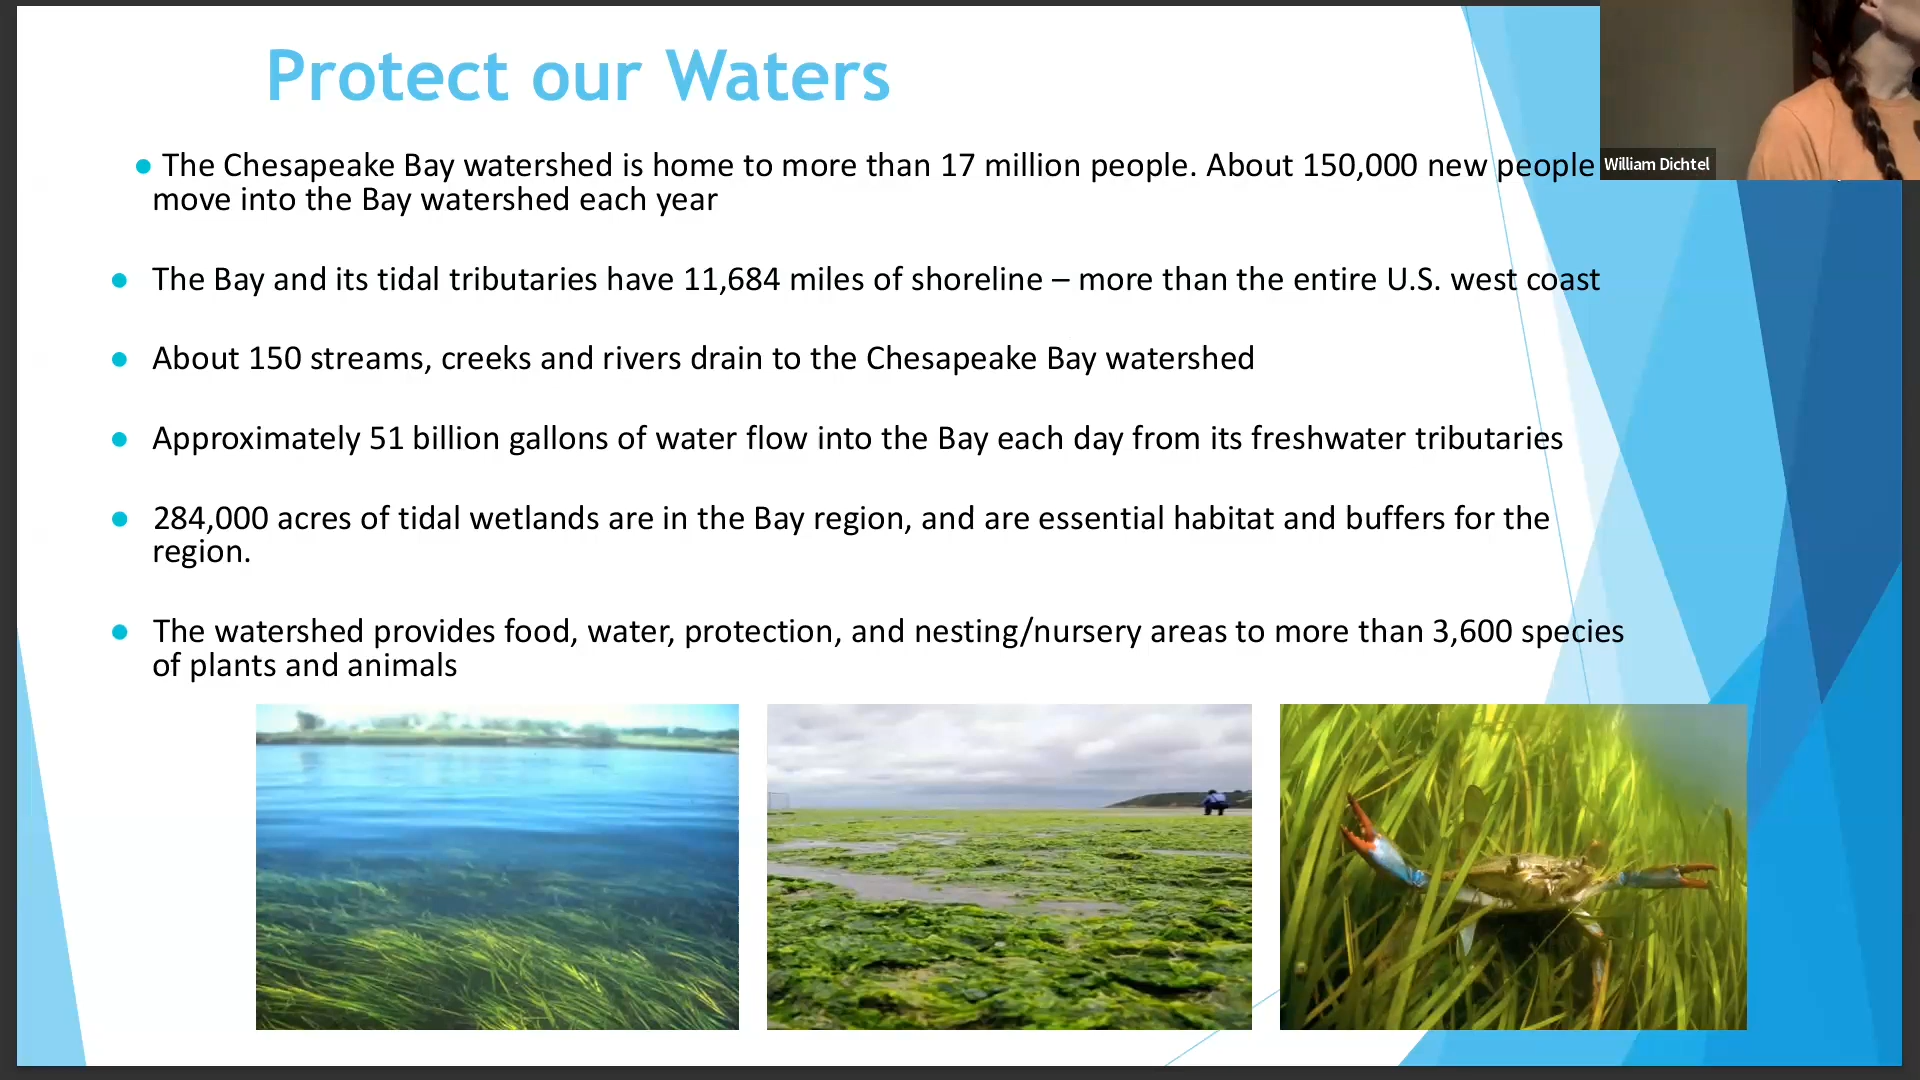 Protect our Waters
William Dichtel
● The Chesapeake Bay watershed is home to more than 17 million people. About 150,000 new people
move into the Bay watershed each year
● The Bay and its tidal tributaries have 11,684 miles of shoreline – more than the entire U.S. west coast
● About 150 streams, creeks and rivers drain to the Chesapeake Bay watershed
● Approximately 51 billion gallons of water flow into the Bay each day from its freshwater tributaries
● 284,000 acres of tidal wetlands are in the Bay region, and are essential habitat and buffers for the
region.
● The watershed provides food, water, protection, and nesting/nursery areas to more than 3,600 species
of plants and animals